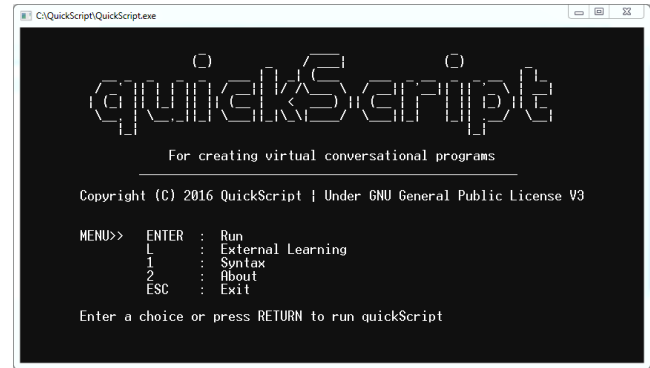 C:\QuickScript\QuickScript.exe
quickScript
For creating virtual conversational programs
Copyright (C) 2016 QuickScript | Under GNU General Public License V3
MENU>> ENTER : Run
L : External Learning
1 : Syntax
2 : About
ESC : Exit
Enter a choice or press RETURN to run quickScript